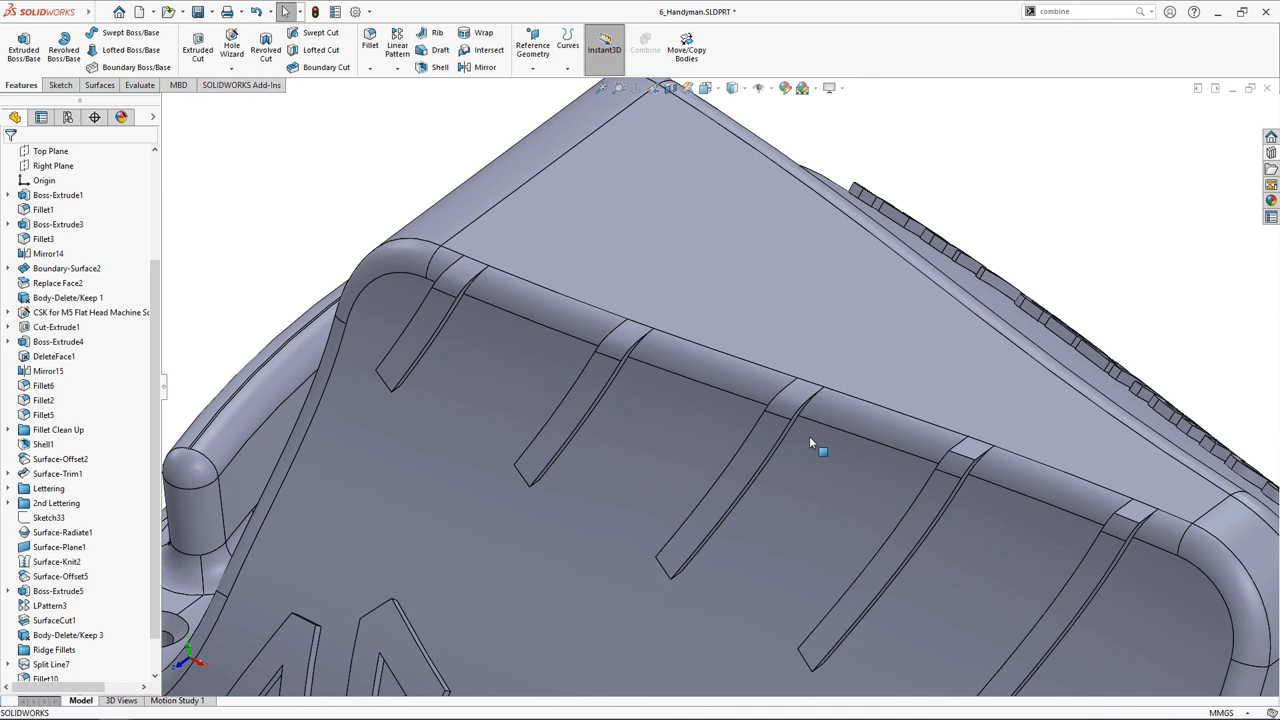 SOLIDWORKS
6_Handyman.SLDPRT *
combine
Extruded Boss/Base
Revolved Boss/Base
Swept Boss/Base
Lofted Boss/Base
Boundary Boss/Base
Extruded Cut
Hole Wizard
Revolved Cut
Swept Cut
Lofted Cut
Boundary Cut
Fillet
Linear Pattern
Rib
Draft
Shell
Wrap
Intersect
Mirror
Reference Geometry
Curves
Instant3D
Combine
Move/Copy Bodies
Features
Sketch
Surfaces
Evaluate
MBD
SOLIDWORKS Add-Ins
Top Plane
Right Plane
Origin
Boss-Extrude1
Fillet1
Boss-Extrude3
Fillet3
Mirror14
Boundary-Surface2
Replace Face2
Body-Delete/Keep 1
CSK for M5 Flat Head Machine Sc
Cut-Extrude1
Boss-Extrude4
DeleteFace1
Mirror15
Fillet6
Fillet2
Fillet5
Fillet Clean Up
Shell1
Surface-Offset2
Surface-Trim1
Lettering
2nd Lettering
Sketch33
Surface-Radiate1
Surface-Plane1
Surface-Knit2
Surface-Offset5
Boss-Extrude5
LPattern3
SurfaceCut1
Body-Delete/Keep 3
Ridge Fillets
Split Line7
Fillet10
Model
3D Views
Motion Study 1
SOLIDWORKS
MMGS